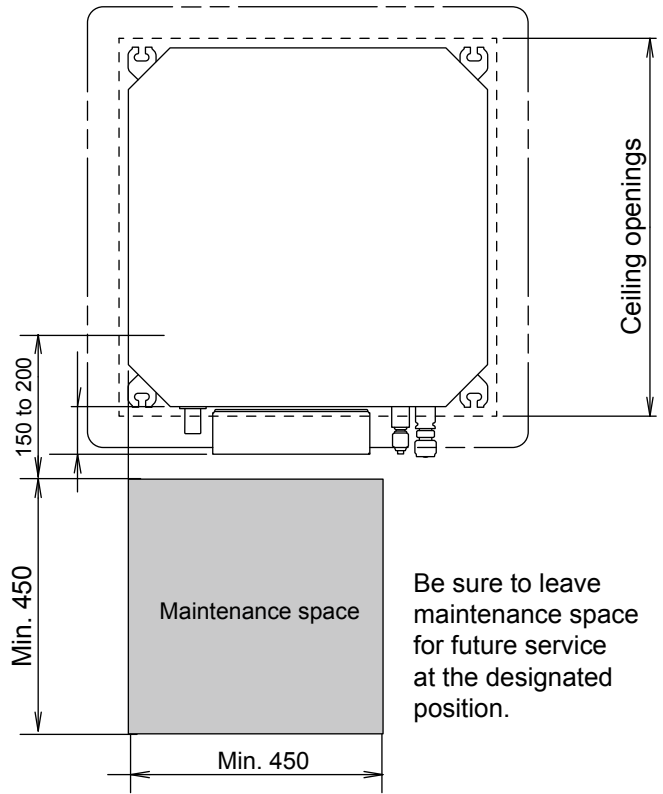 Ceiling openings
150 to 200
Min. 450
Maintenance space
Be sure to leave
maintenance space
for future service
at the designated
position.
Min. 450